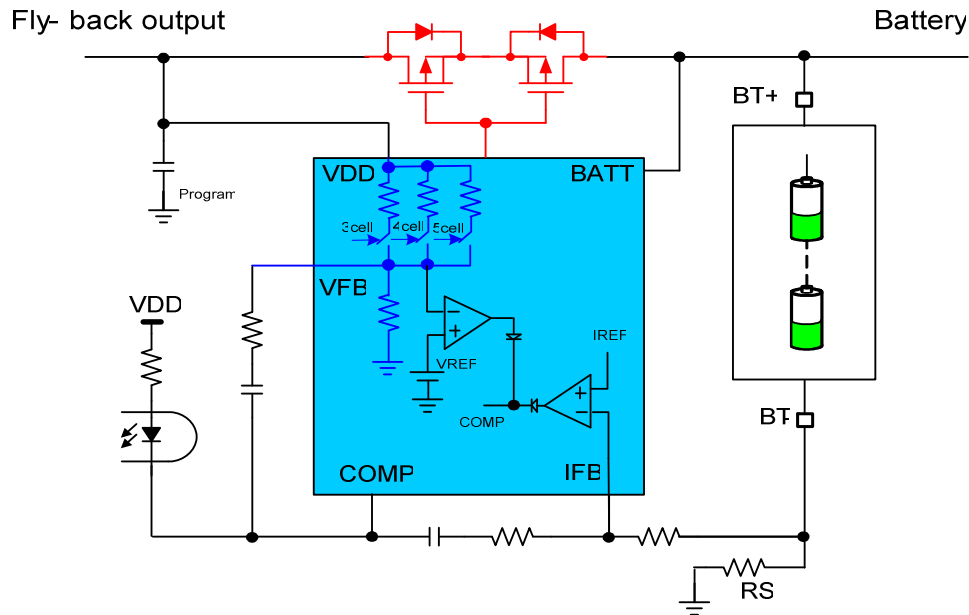 Fly- back output
Battery
BT+
VDD
BATT
Program
3cell
4cell
5cell
VFB
VDD
VREF
IREF
COMP
BT-
COMP
IFB
RS